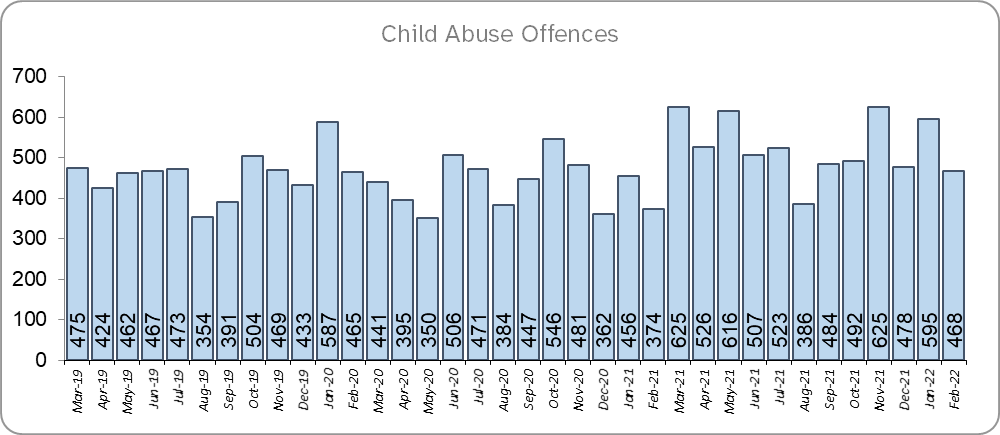 Child Abuse Offences
700
600
500
400
300
200
100
0
475 424 462 467 473 354 391 504 469 433 587 465 441 395 350 506 471 384 447 546 481 362 456 374 625 526 616 507 523 386 484 492 625 478 595 468
Mar-19 Apr-19 May-19 Jun-19 Jul-19 Aug-19 Sep-19 Oct-19 Nov-19 Dec-19 Jan-20 Feb-20 Mar-20 Apr-20 May-20 Jun-20 Jul-20 Aug-20 Sep-20 Oct-20 Nov-20 Dec-20 Jan-21 Feb-21 Mar-21 Apr-21 May-21 Jun-21 Jul-21 Aug-21 Sep-21 Oct-21 Nov-21 Dec-21 Jan-22 Feb-22